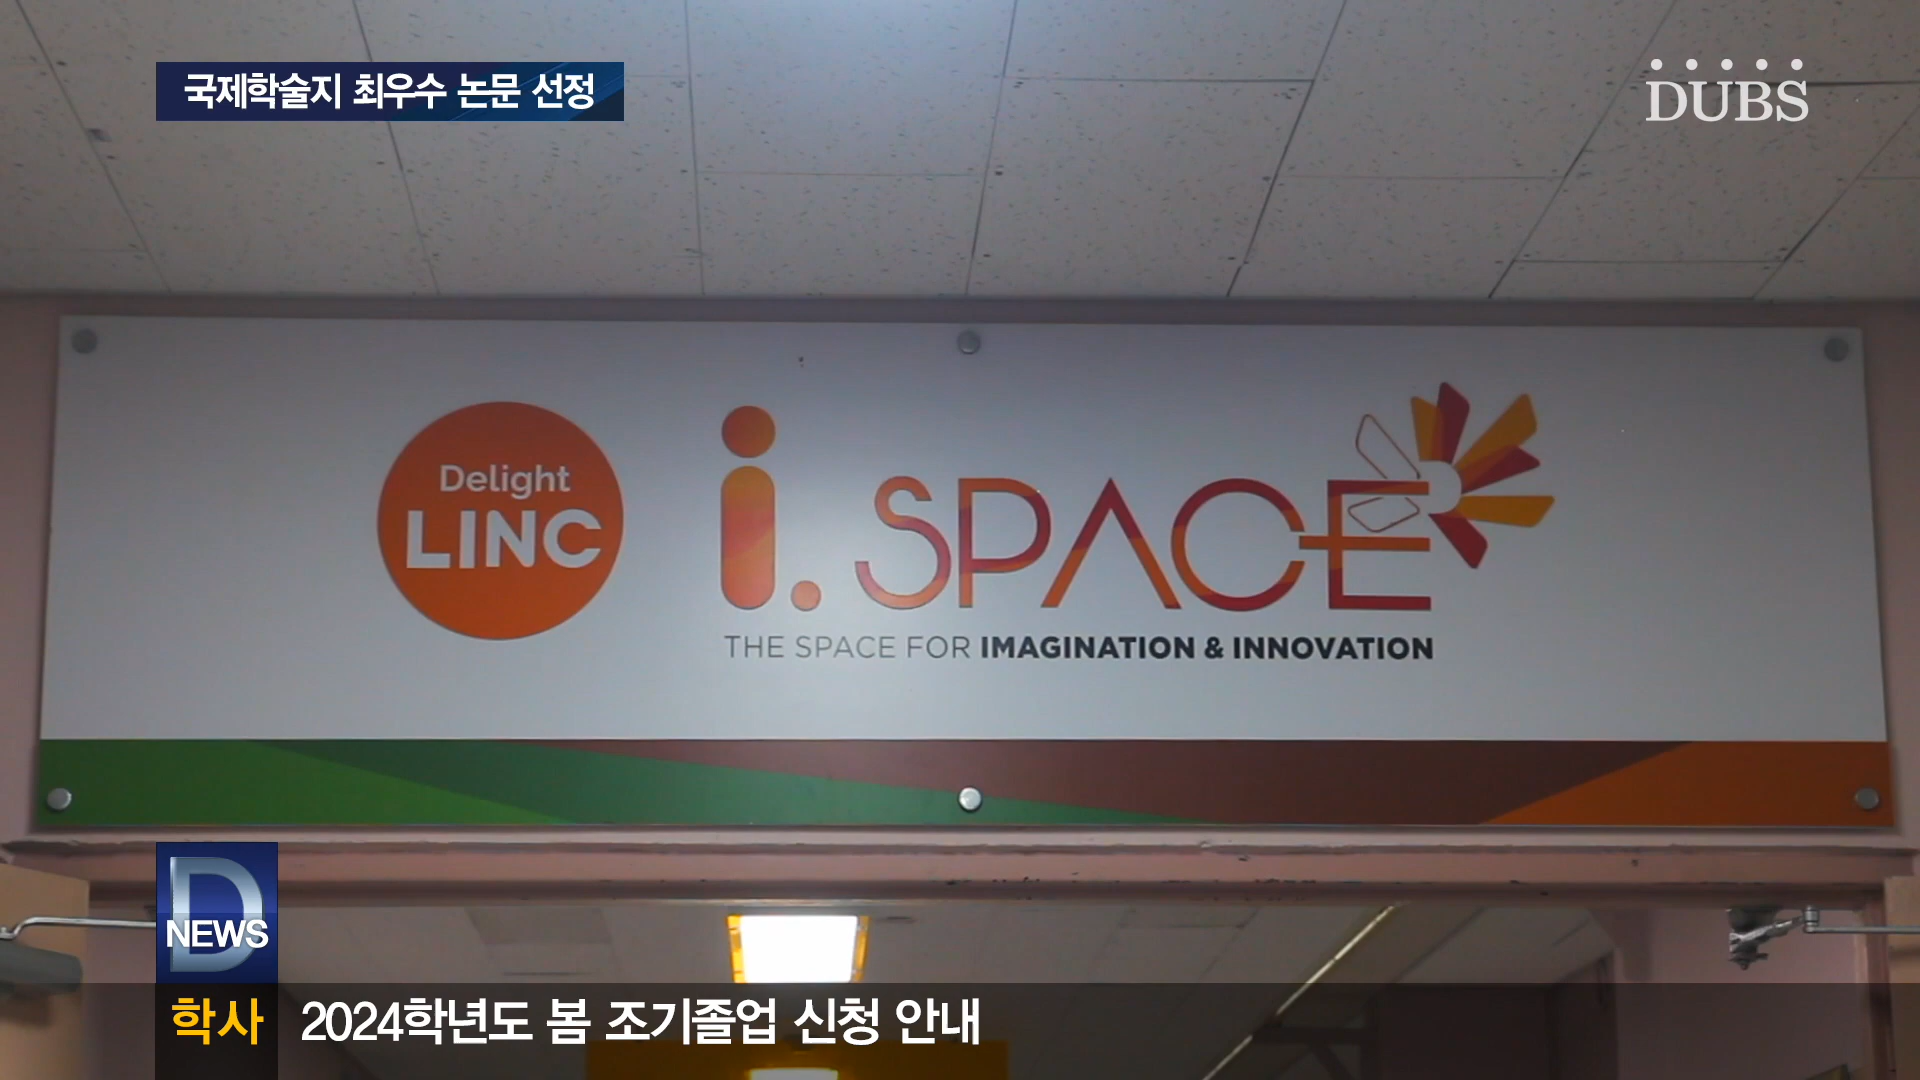 국제학술지 최우수 논문 선정
DUBS
Delight
LINC
i.SPACE
THE SPACE FOR IMAGINATION & INNOVATION
D
NEWS
학사 2024학년도 봄 조기졸업 신청 안내